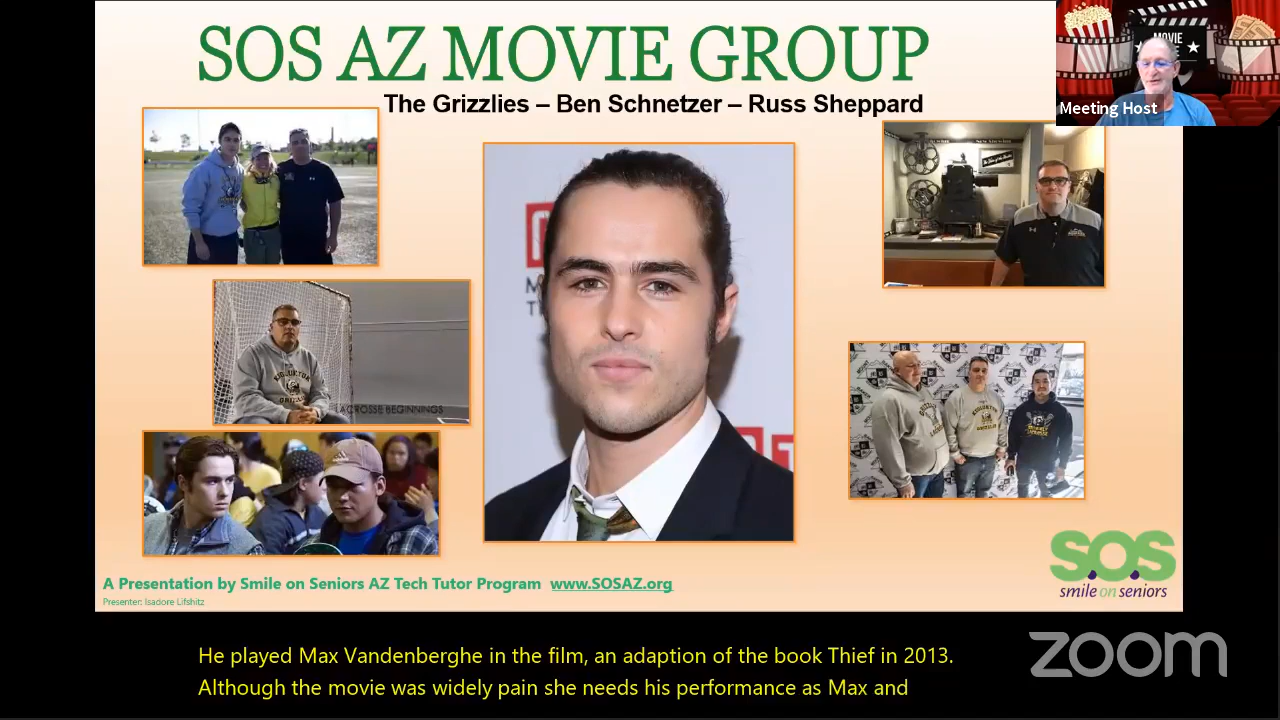 SOS AZ MOVIE GROUP
The Grizzlies – Ben Schnetzer – Russ Sheppard
MOVIE
Meeting Host
LACROSSE BEGINNINGS
A Presentation by Smile on Seniors AZ Tech Tutor Program www.SOSAZ.org
Presenter: Isadore Lifshitz
S.O.S
smile on seniors
He played Max Vandenberghe in the film, an adaption of the book Thief in 2013.
Although the movie was widely pain she needs his performance as Max and
zoom